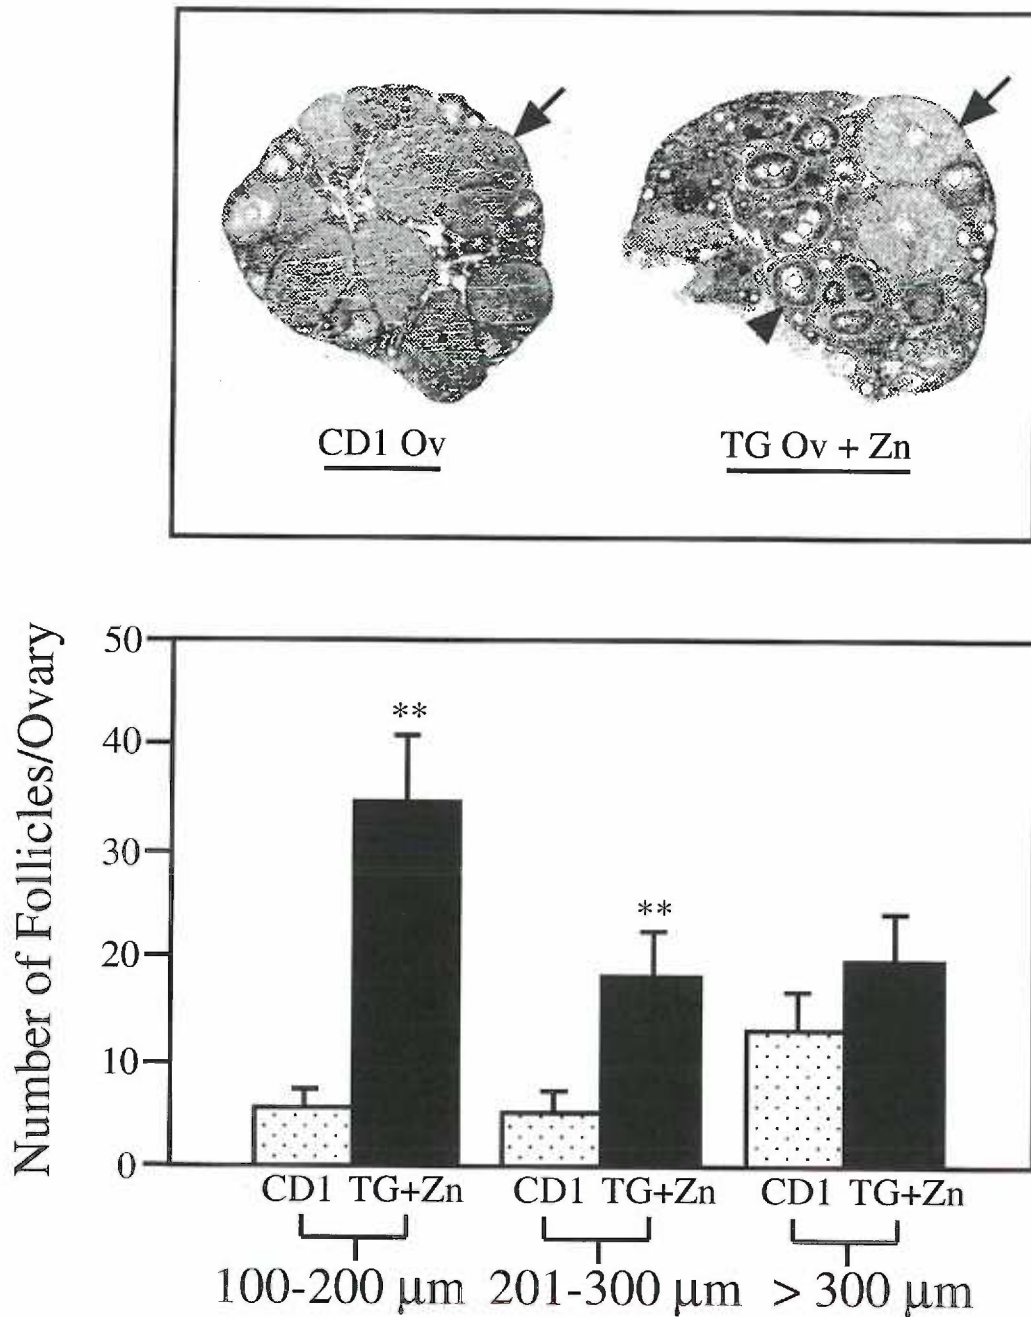 CD1 Ov TG Ov + Zn
Number of Follicles/Ovary
50
40
30
20
10
0
**
**
CD1 TG+Zn CD1 TG+Zn CD1 TG+Zn
100-200 μm 201-300 μm > 300 μm